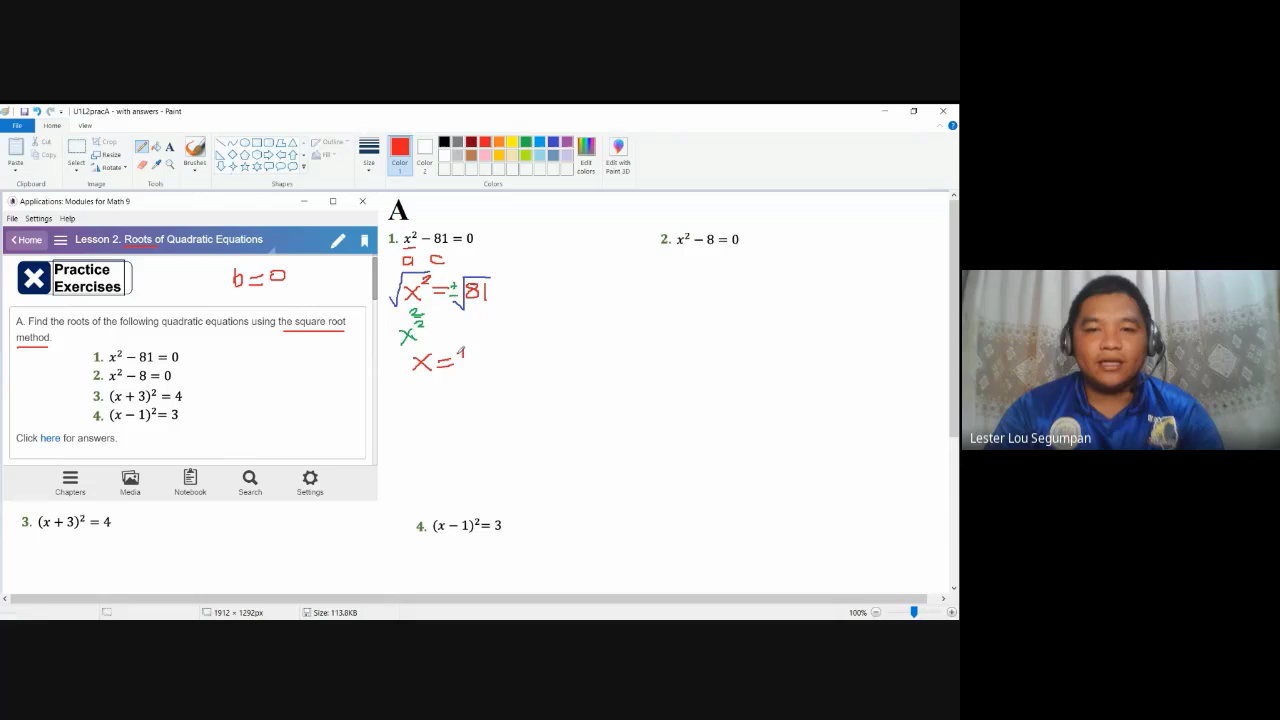 U1L2pracA - with answers - Paint
File Home View
Paste Cut Copy Select Crop Resize Rotate Brushes Outline Fill Size Color 1 Color 2 Edit colors Edit with Paint 3D
Clipboard Image Tools Shapes Colors
Applications: Modules for Math 9
File Settings Help
Home Lesson 2. Roots of Quadratic Equations
Practice Exercises
b = 0
A. Find the roots of the following quadratic equations using the square root
method.
1. x² − 81 = 0
2. x² − 8 = 0
3. (x + 3)² = 4
4. (x − 1)² = 3
Click here for answers.
Chapters Media Notebook Search Settings
A
1. x² − 81 = 0
a c
√x² = ±√81
x^(2/2)
x =
2. x² − 8 = 0
3. (x + 3)² = 4
4. (x − 1)² = 3
1912 × 1292px Size: 113.8KB 100%
Lester Lou Segumpan